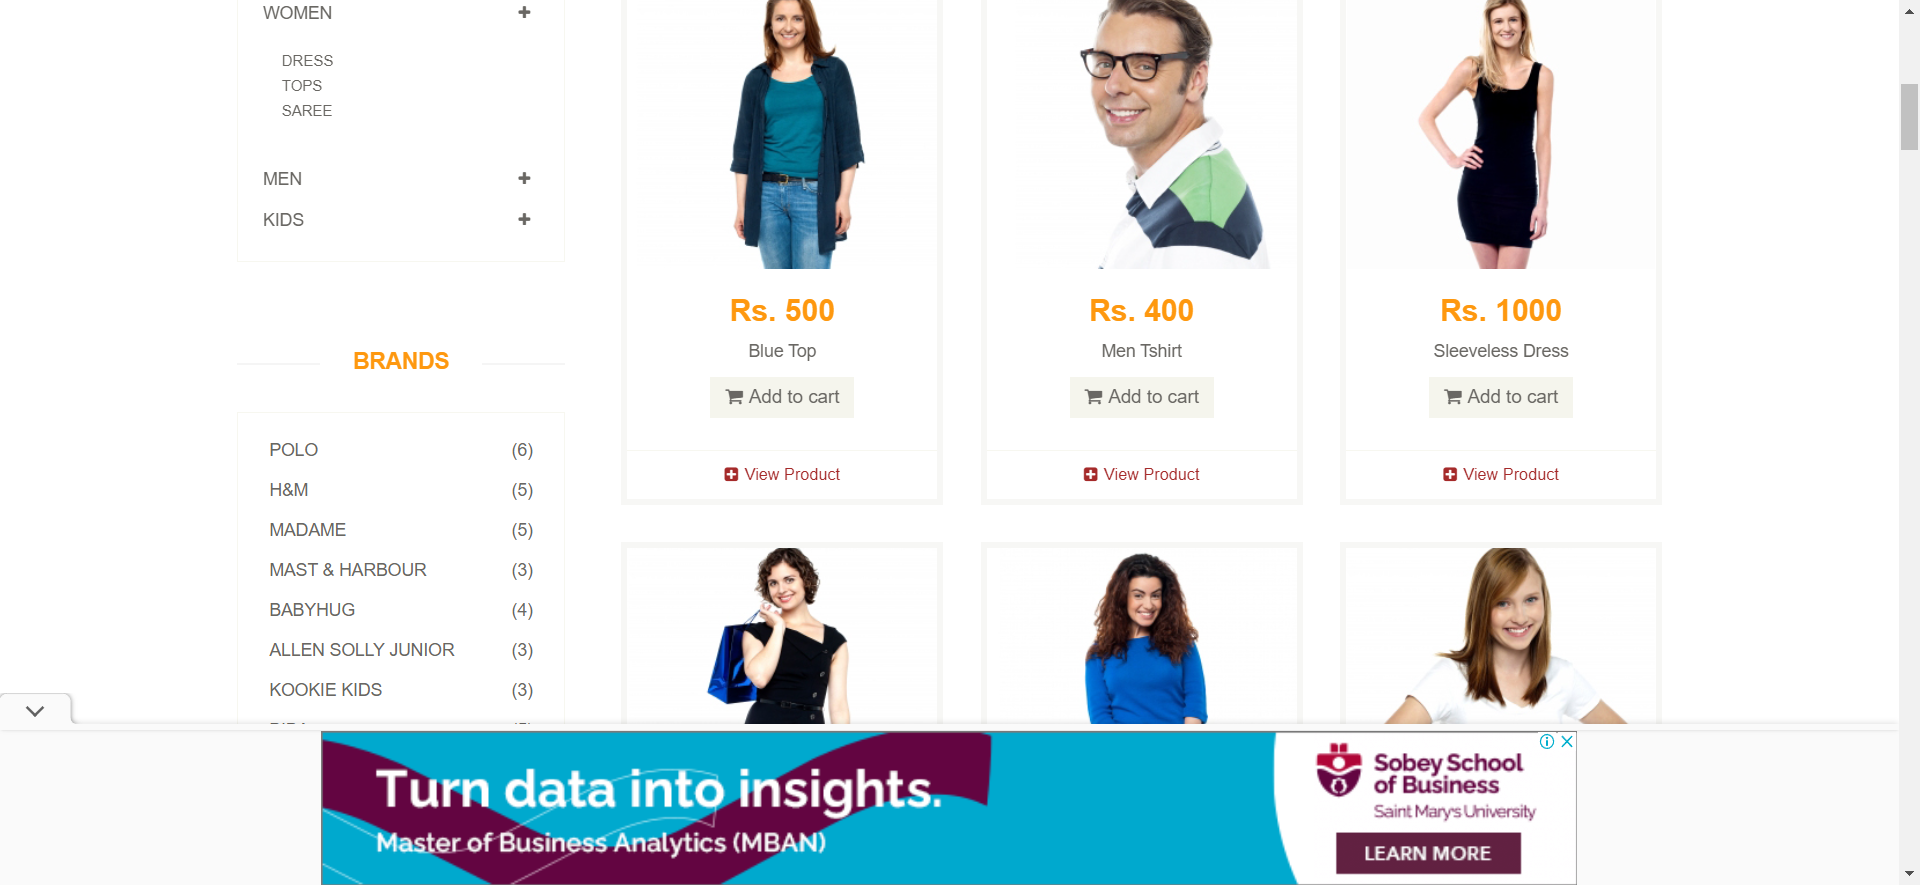 WOMEN
DRESS
TOPS
SAREE
MEN
KIDS
BRANDS
POLO (6)
H&M (5)
MADAME (5)
MAST & HARBOUR (3)
BABYHUG (4)
ALLEN SOLLY JUNIOR (3)
KOOKIE KIDS (3)
Rs. 500
Blue Top
Add to cart
View Product
Rs. 400
Men Tshirt
Add to cart
View Product
Rs. 1000
Sleeveless Dress
Add to cart
View Product
Turn data into insights.
Master of Business Analytics (MBAN)
Sobey School
of Business
Saint Mary's University
LEARN MORE